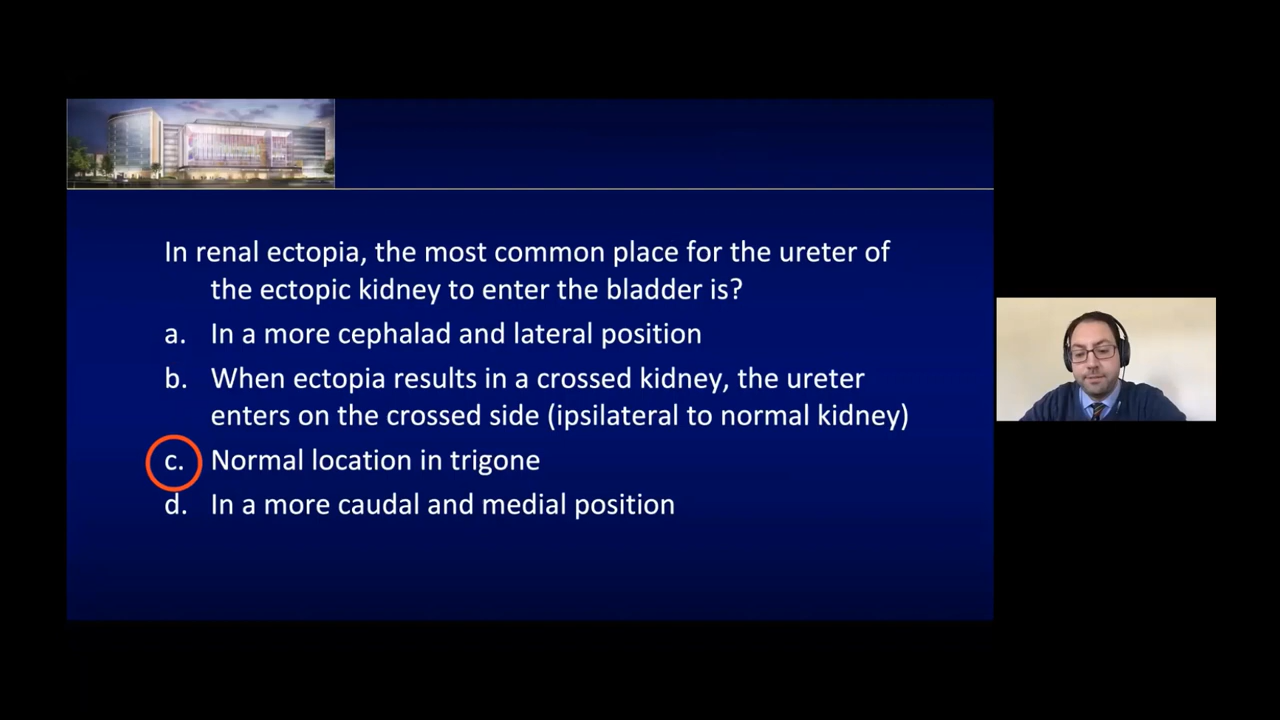 In renal ectopia, the most common place for the ureter of
the ectopic kidney to enter the bladder is?
a. In a more cephalad and lateral position
b. When ectopia results in a crossed kidney, the ureter
enters on the crossed side (ipsilateral to normal kidney)
c. Normal location in trigone
d. In a more caudal and medial position